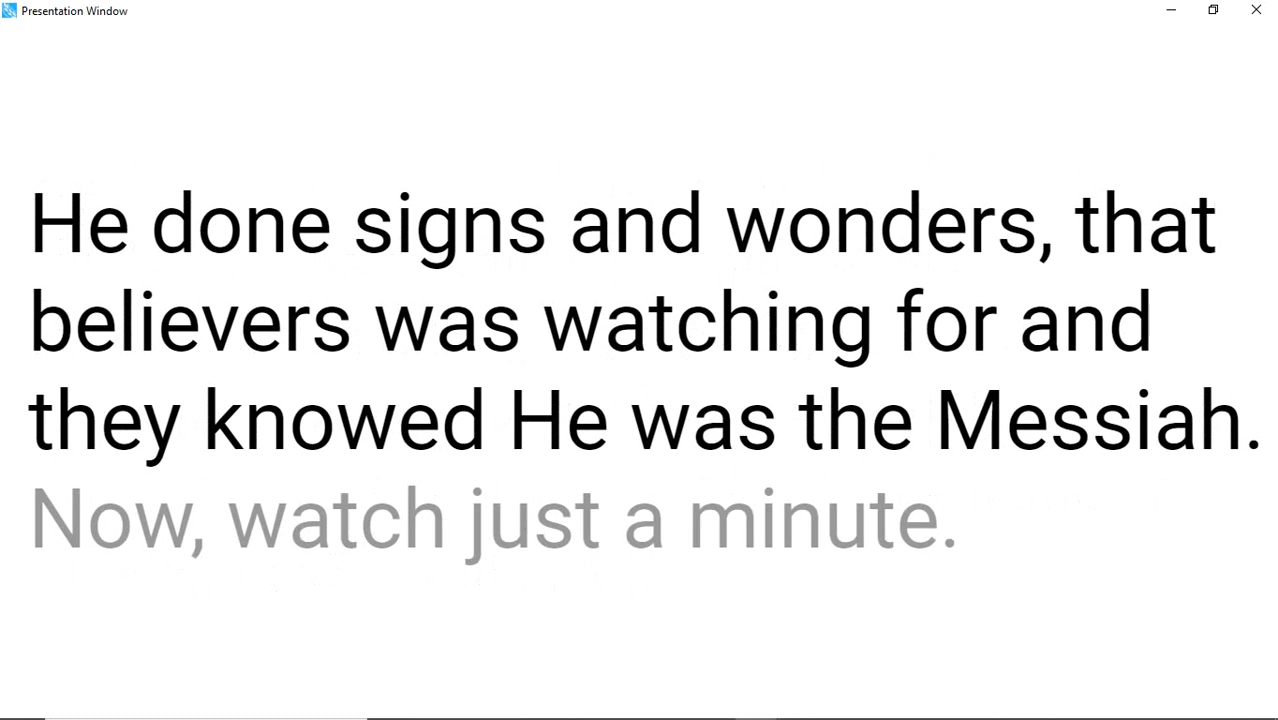 Presentation Window
He done signs and wonders, that
believers was watching for and
they knowed He was the Messiah.
Now, watch just a minute.